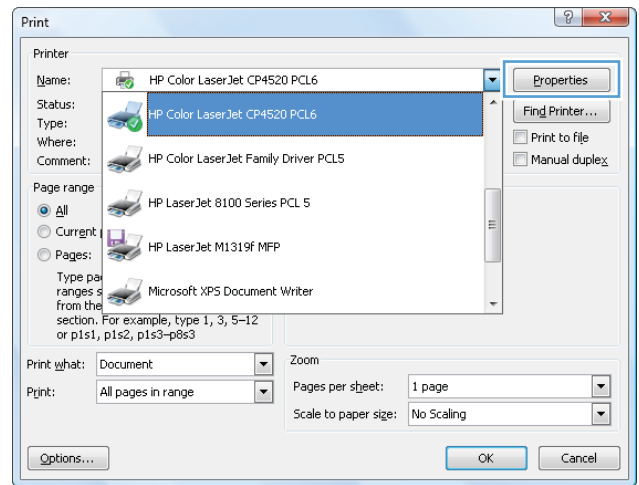 Print
Printer
Name:
HP Color LaserJet CP4520 PCL6
Properties
Status:
Type:
Where:
Comment:
HP Color LaserJet CP4520 PCL6
HP Color LaserJet Family Driver PCL5
HP LaserJet 8100 Series PCL 5
HP LaserJet M1319f MFP
Microsoft XPS Document Writer
Find Printer...
Print to file
Manual duplex
Page range
All
Current
Pages:
Type
ranges
from the
section. For example, type 1, 3, 5–12
or p1s1, p1s2, p1s3–p8s3
Print what:
Document
Print:
All pages in range
Zoom
Pages per sheet:
1 page
Scale to paper size:
No Scaling
Options...
OK
Cancel